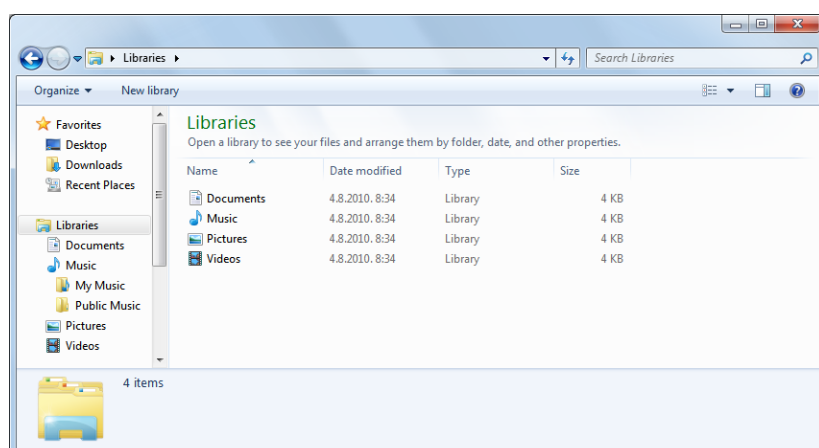 Libraries
Search Libraries
Organize New library
Favorites
Desktop
Downloads
Recent Places
Libraries
Documents
Music
My Music
Public Music
Pictures
Videos
Libraries
Open a library to see your files and arrange them by folder, date, and other properties.
Name Date modified Type Size
Documents 4.8.2010. 8:34 Library 4 KB
Music 4.8.2010. 8:34 Library 4 KB
Pictures 4.8.2010. 8:34 Library 4 KB
Videos 4.8.2010. 8:34 Library 4 KB
4 items